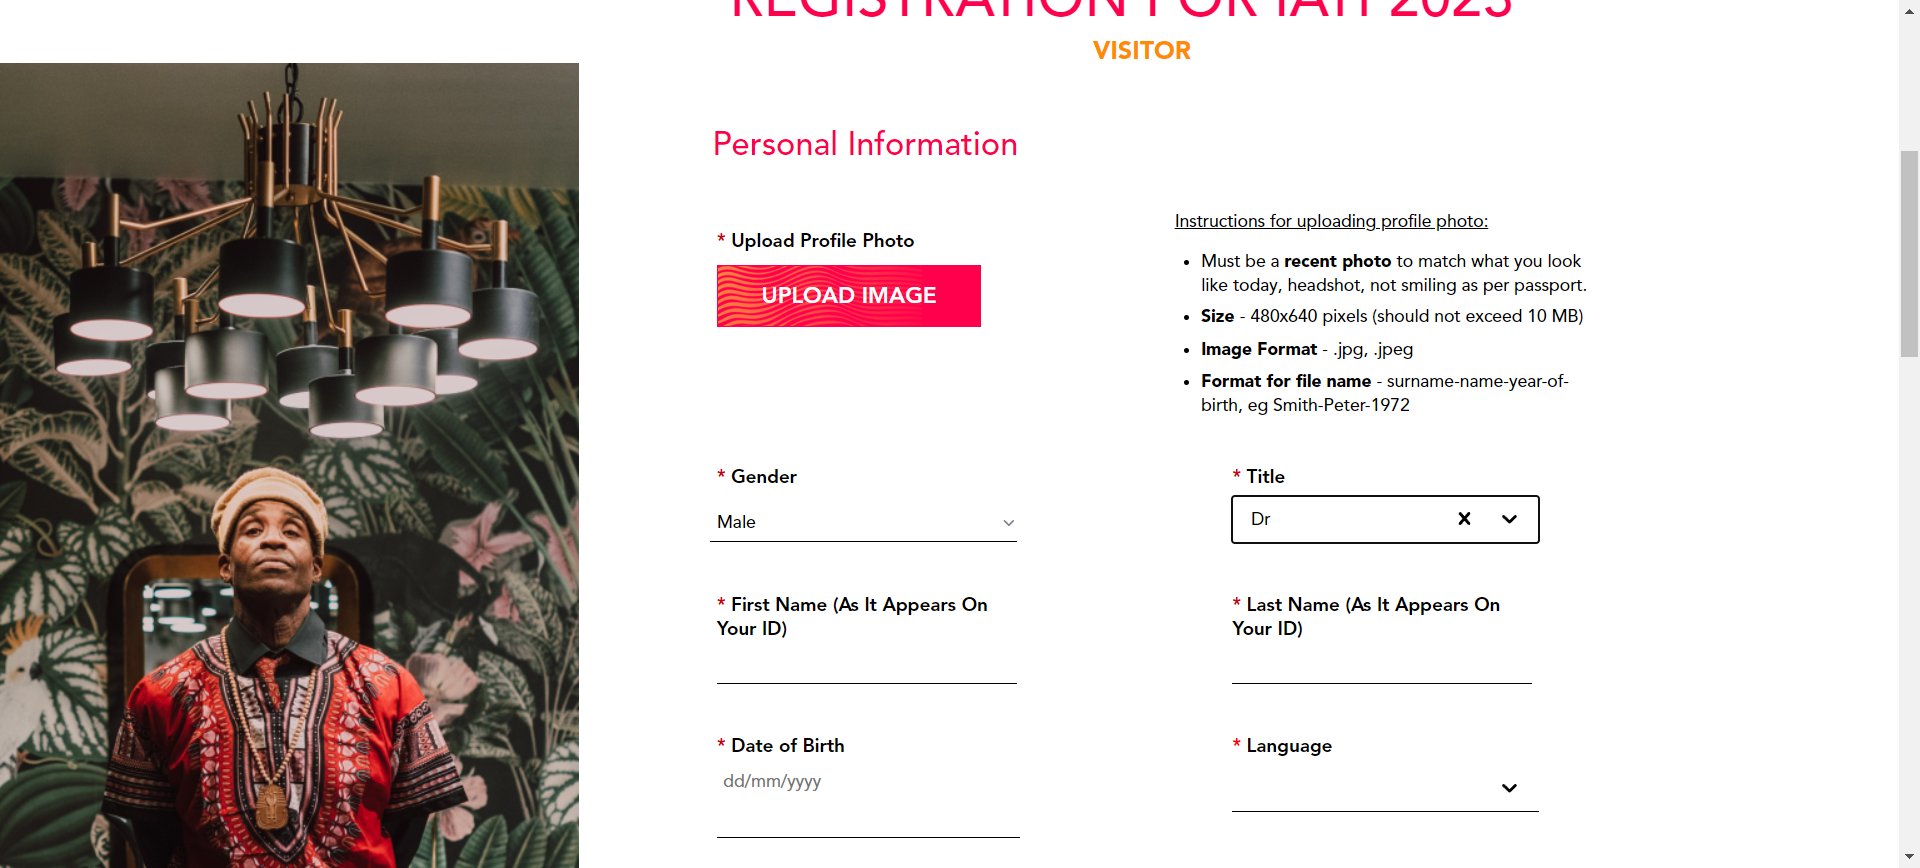 REGISTRATION FOR IATF 2023
VISITOR
Personal Information
* Upload Profile Photo
UPLOAD IMAGE
Instructions for uploading profile photo:
• Must be a recent photo to match what you look
like today, headshot, not smiling as per passport.
• Size - 480x640 pixels (should not exceed 10 MB)
• Image Format - .jpg, .jpeg
• Format for file name - surname-name-year-of-
birth, eg Smith-Peter-1972
* Gender
Male
* Title
Dr
* First Name (As It Appears On
Your ID)
* Last Name (As It Appears On
Your ID)
* Date of Birth
dd/mm/yyyy
* Language